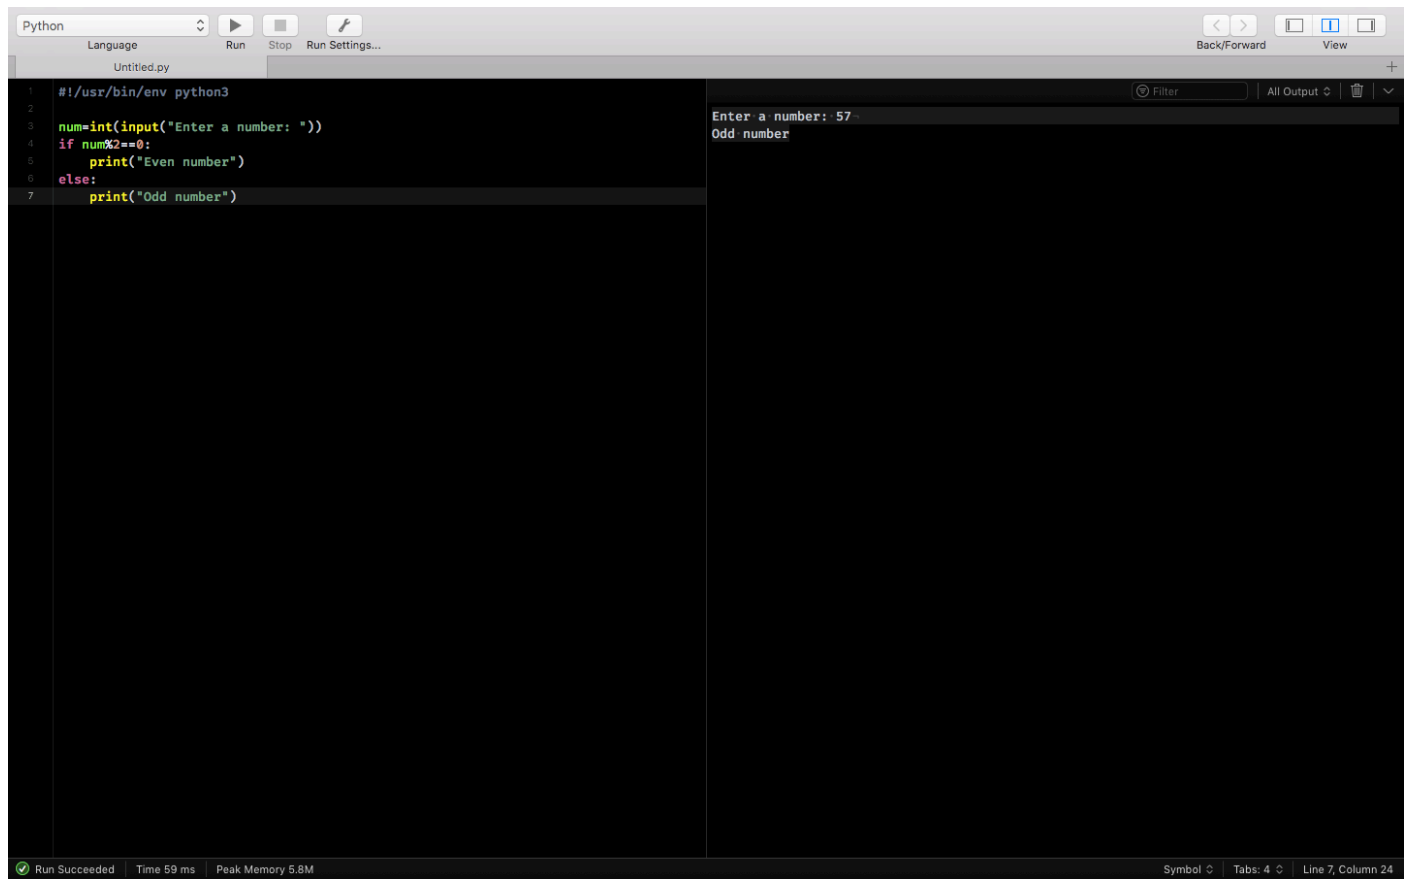 Python
Language Run Stop Run Settings... Back/Forward View
Untitled.py
Filter All Output
1 #!/usr/bin/env python3
2
3 num=int(input("Enter a number: "))
4 if num%2==0:
5     print("Even number")
6 else:
7     print("Odd number")
Enter a number: 57
Odd number
Run Succeeded Time 59 ms Peak Memory 5.8M Symbol Tabs: 4 Line 7, Column 24